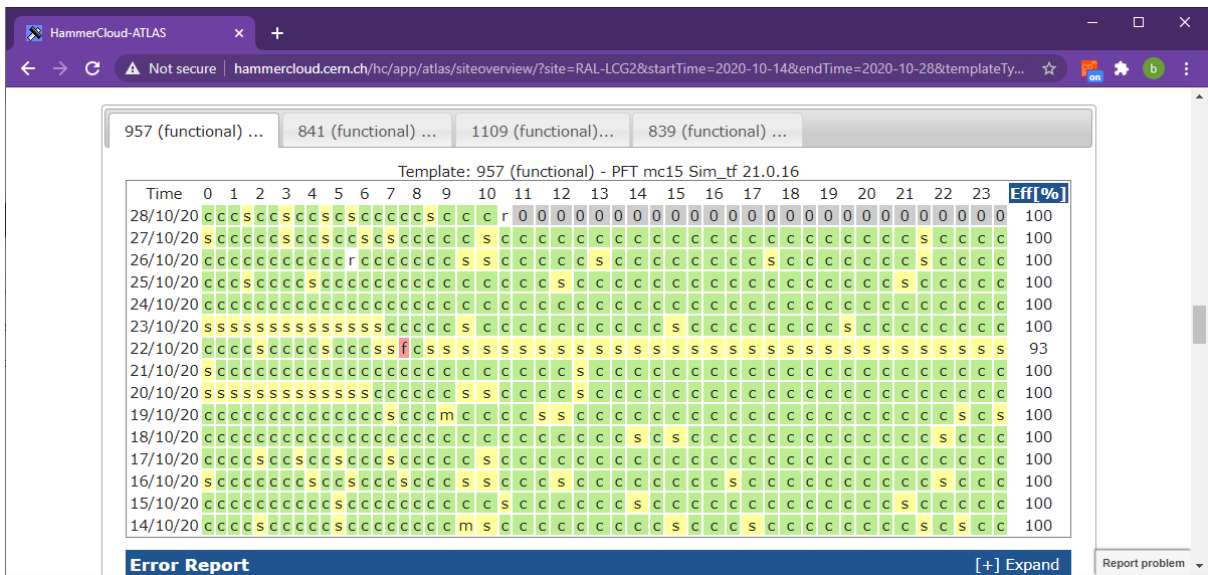 HammerCloud-ATLAS
Not secure | hammercloud.cern.ch/hc/app/atlas/siteoverview/?site=RAL-LCG2&startTime=2020-10-14&endTime=2020-10-28&templateTy...
on
b
957 (functional) ... 841 (functional) ... 1109 (functional)... 839 (functional) ...
Template: 957 (functional) - PFT mc15 Sim_tf 21.0.16
Time 0 1 2 3 4 5 6 7 8 9 10 11 12 13 14 15 16 17 18 19 20 21 22 23 Eff[%]
28/10/20 c c c s c c s c c s c s c c c c c s c c c r 0 0 0 0 0 0 0 0 0 0 0 0 0 0 0 0 0 0 0 0 0 0 0 0 0 0 100
27/10/20 s c c c c c s c c s c c s c s c c c c c s c c c c c c c c c c c c c c c c c c c c c c s c c c c 100
26/10/20 c c c c c c c c c c c r c c c c c c c s s c c c c c s c c c c c c c c s c c c c c c c s c c c c 100
25/10/20 c c c s c c c c s c c c c c c c c c c c c c c c s c c c c c c c c c c c c c c c c c s c c c c c 100
24/10/20 c c c c c c c c c c c c c c c c c c c c c c c c c c c c c c c c c c c c c c c c c c c c c c c c 100
23/10/20 s s s s s s s s s s s s s s c c c c c s c c c c c c c c c c s c c c c c c c c s c c c c c c c c 100
22/10/20 c c c c s c c c c s c c c s s f c s s s s s s s s s s s s s s s s s s s s s s s s s s s s s s s 93
21/10/20 s c c c c c c c c c c c c c c c c c c c c c c c c s c c c c c c c c c c c c c c c c c c c c c c 100
20/10/20 s s s s s s s s s s s s s c c c c c c s s c c c c s c c c c c c c c c c c c c c c c c c c c c c 100
19/10/20 c c c c c c c c c c c c c c s c c c m c c c c s s c c c c c c c c c c c c c c c c c c c c s c s 100
18/10/20 c c c c c c c c c c c c c c c c c c c c c c c c c c c c s c s c c c c c c c c c c c c c s c c c 100
17/10/20 c c c c s c c s c c s c c c s c c c c c s c c c c c c c c c c c c c c c c c c c c c c c c c c c 100
16/10/20 s c c c c c c c s c c s c c c s c c c s s c c c s c c c c c c c c s c c c c c c c c c c s c c c 100
15/10/20 c c c c c c c c c c s c c c c c c c c c c s c c c c c c s c c c c c c c c c c c c c s c c c c c 100
14/10/20 c c c c s c c c c c s c c c c c c c c m s c c c c c c c c c s c c c s c c c c c c c c s c s c c 100
Error Report [+] Expand
Report problem